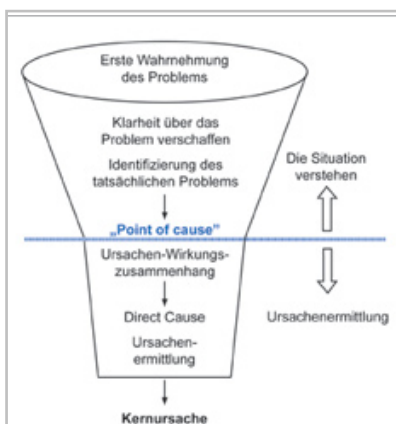 Erste Wahrnehmung
des Problems
Klarheit über das
Problem verschaffen
Identifizierung des
tatsächlichen Problems
Die Situation
verstehen
„Point of cause"
Ursachen-Wirkungs-
zusammenhang
Direct Cause
Ursachenermittlung
Ursachen-
ermittlung
Kernursache